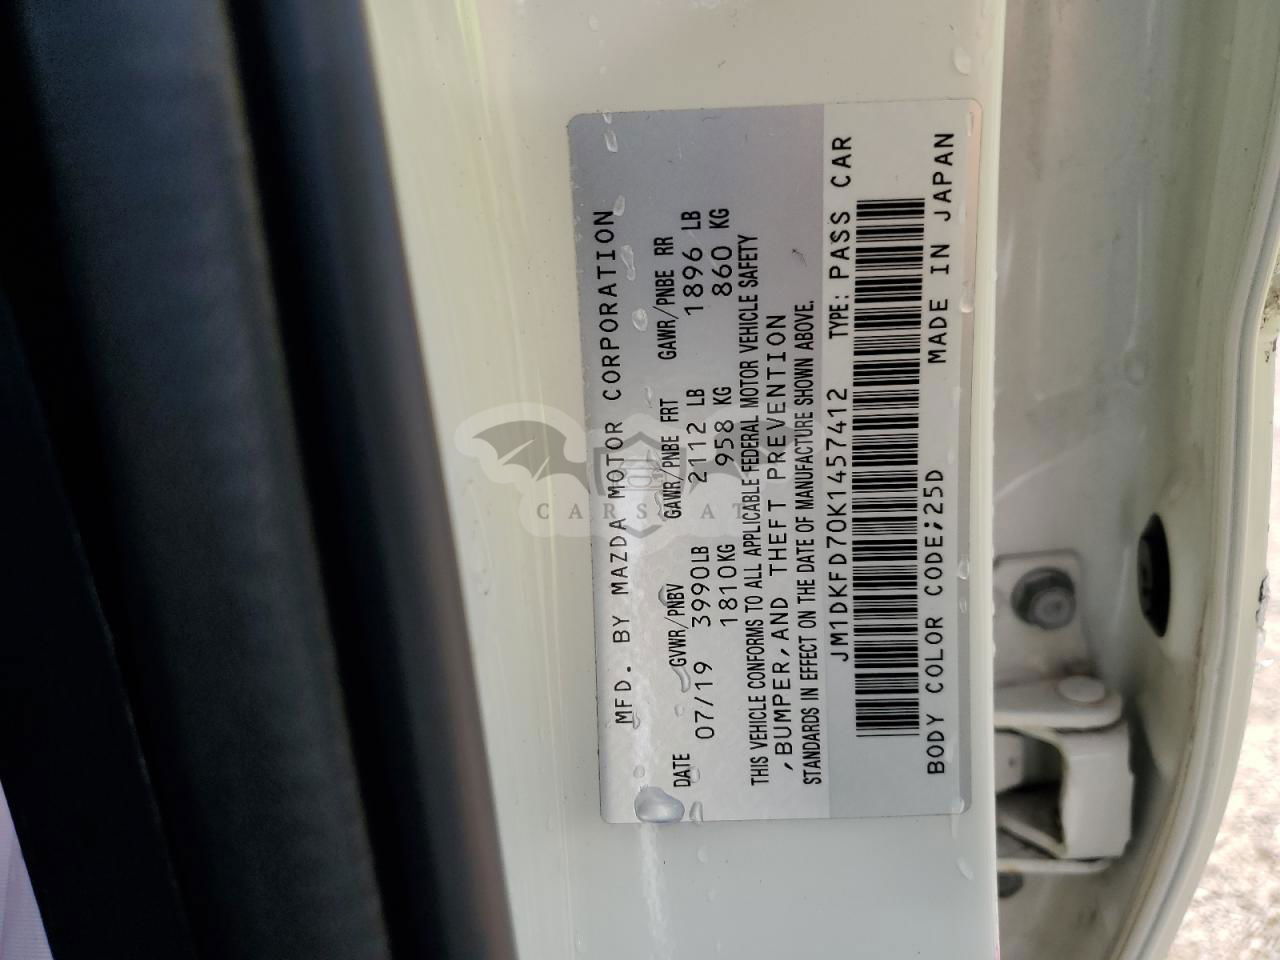 MFD. BY MAZDA MOTOR CORPORATION
DATE GVWR/PNBV GAWR/PNBE FRT GAWR/PNBE RR
07/19 3990LB 2112 LB 1896 LB
1810KG 958 KG 860 KG
THIS VEHICLE CONFORMS TO ALL APPLICABLE FEDERAL MOTOR VEHICLE SAFETY
,BUMPER,AND THEFT PREVENTION
STANDARDS IN EFFECT ON THE DATE OF MANUFACTURE SHOWN ABOVE.
JM1DKFD70K1457412 TYPE: PASS CAR
BODY COLOR CODE;25D MADE IN JAPAN